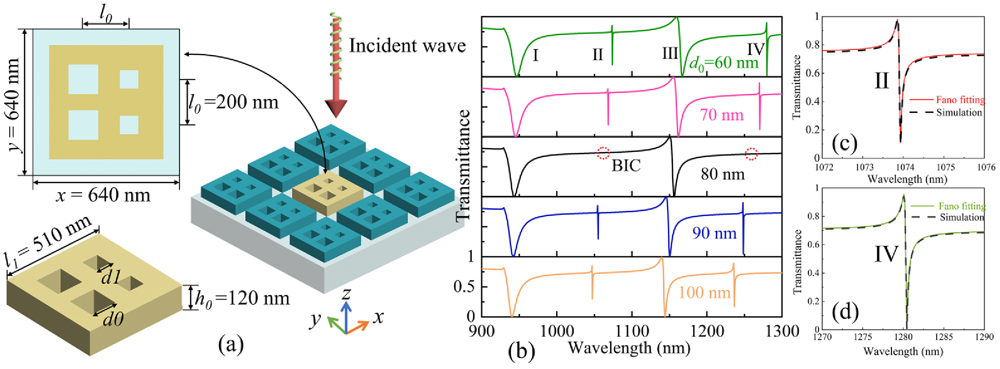 l0
y = 640 nm
l0=200 nm
x = 640 nm
Incident wave
l1 = 510 nm
d1
d0
h0=120 nm
z
y
x
(a)
Transmittance
I
II
III
IV
d0=60 nm
70 nm
BIC
80 nm
90 nm
100 nm
1
0.5
0
900
1000
1100
1200
1300
Wavelength (nm)
(b)
Transmittance
1
0.8
0.6
0.4
0.2
0
II
Fano fitting
Simulation
(c)
1072
1073
1074
1075
1076
Wavelength (nm)
Transmittance
1
0.8
0.6
0.4
0.2
0
IV
Fano fitting
Simulation
(d)
1270
1275
1280
1285
1290
Wavelength (nm)